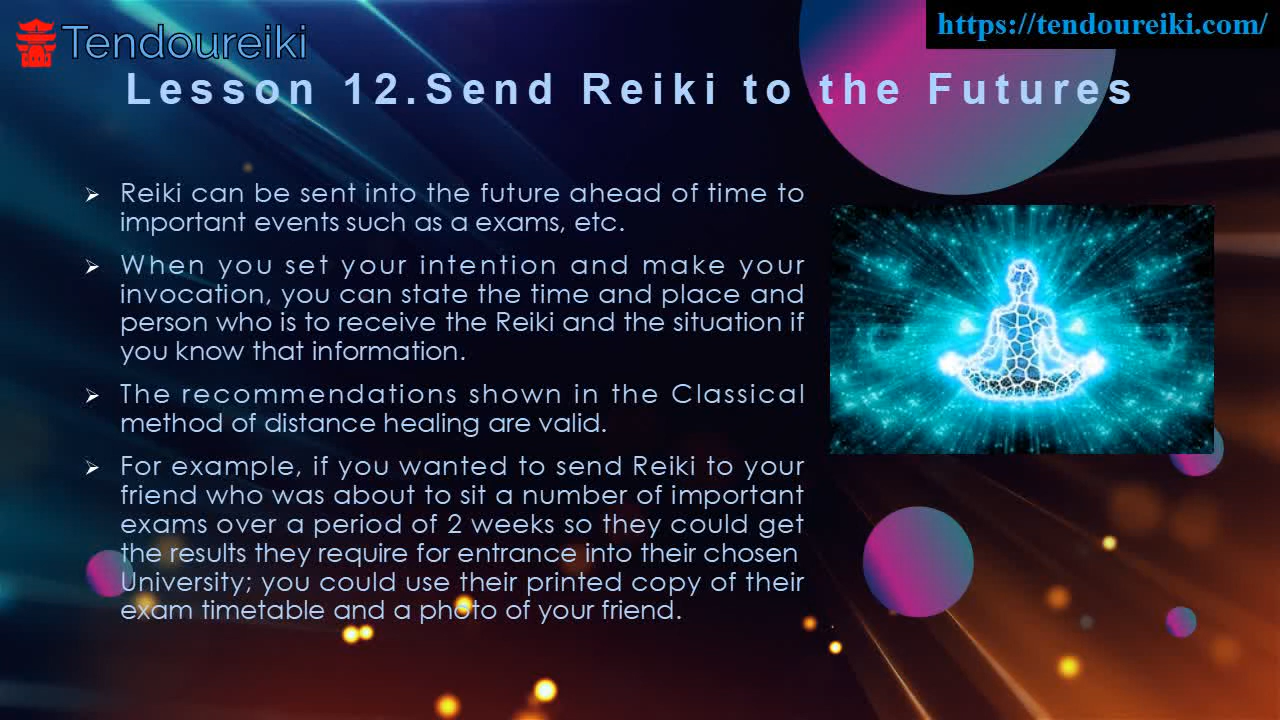 Tendoureiki
https://tendoureiki.com/
Lesson 12.Send Reiki to the Futures
Reiki can be sent into the future ahead of time to
important events such as a exams, etc.
When you set your intention and make your
invocation, you can state the time and place and
person who is to receive the Reiki and the situation if
you know that information.
The recommendations shown in the Classical
method of distance healing are valid.
For example, if you wanted to send Reiki to your
friend who was about to sit a number of important
exams over a period of 2 weeks so they could get
the results they require for entrance into their chosen
University; you could use their printed copy of their
exam timetable and a photo of your friend.